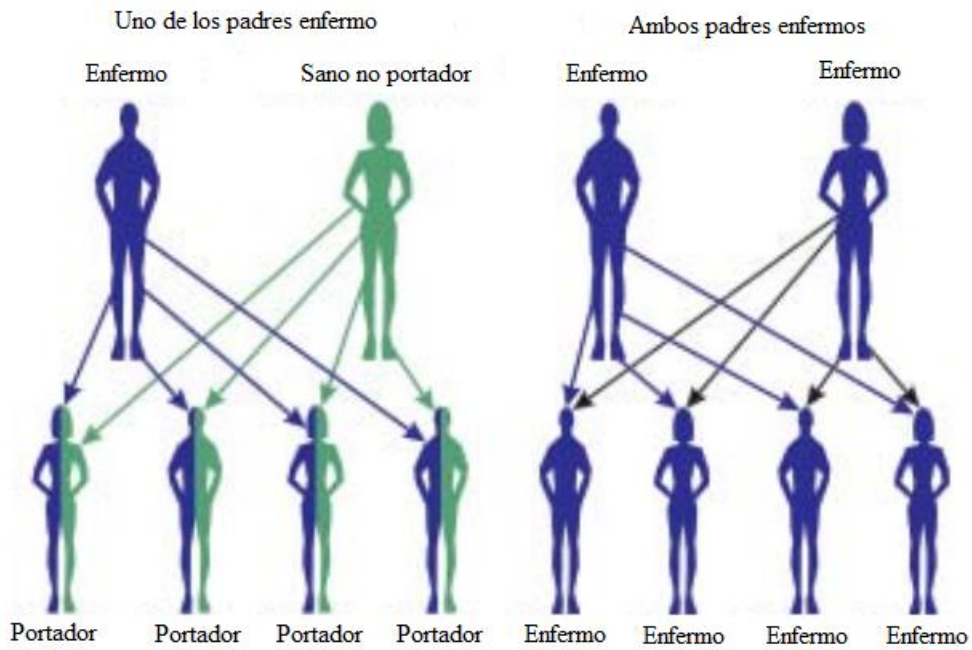 Uno de los padres enfermo
Enfermo
Sano no portador
Portador
Portador
Portador
Portador
Ambos padres enfermos
Enfermo
Enfermo
Enfermo
Enfermo
Enfermo
Enfermo